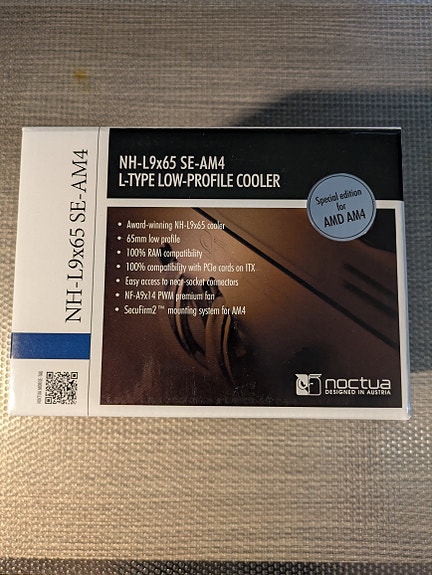 NH-L9x65 SE-AM4
NH-L9x65 SE-AM4
L-TYPE LOW-PROFILE COOLER
Special edition
for
AMD AM4
• Award-winning NH-L9x65 cooler
• 65mm low profile
• 100% RAM compatibility
• 100% compatibility with PCIe cards on ITX
• Easy access to near-socket connectors
• NF-A9x14 PWM premium fan
• SecuFirm2™ mounting system for AM4
noctua
DESIGNED IN AUSTRIA